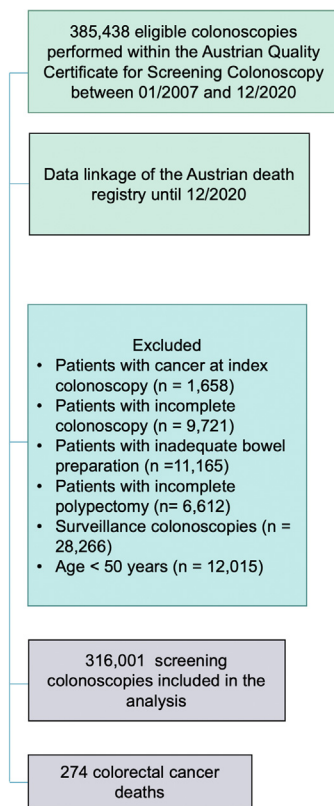 385,438 eligible colonoscopies
performed within the Austrian Quality
Certificate for Screening Colonoscopy
between 01/2007 and 12/2020
Data linkage of the Austrian death
registry until 12/2020
Excluded
• Patients with cancer at index
colonoscopy (n = 1,658)
• Patients with incomplete
colonoscopy (n = 9,721)
• Patients with inadequate bowel
preparation (n =11,165)
• Patients with incomplete
polypectomy (n= 6,612)
• Surveillance colonoscopies (n =
28,266)
• Age < 50 years (n = 12,015)
316,001 screening
colonoscopies included in the
analysis
274 colorectal cancer
deaths